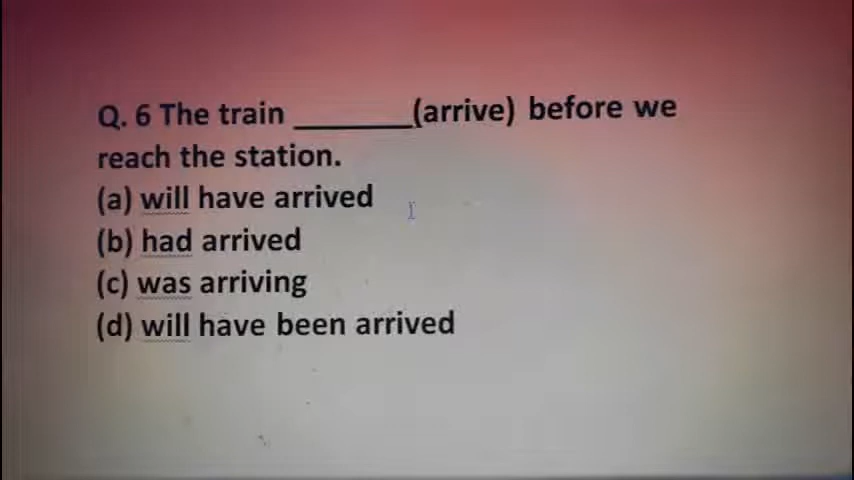 Q. 6 The train _______(arrive) before we
reach the station.
(a) will have arrived
(b) had arrived
(c) was arriving
(d) will have been arrived